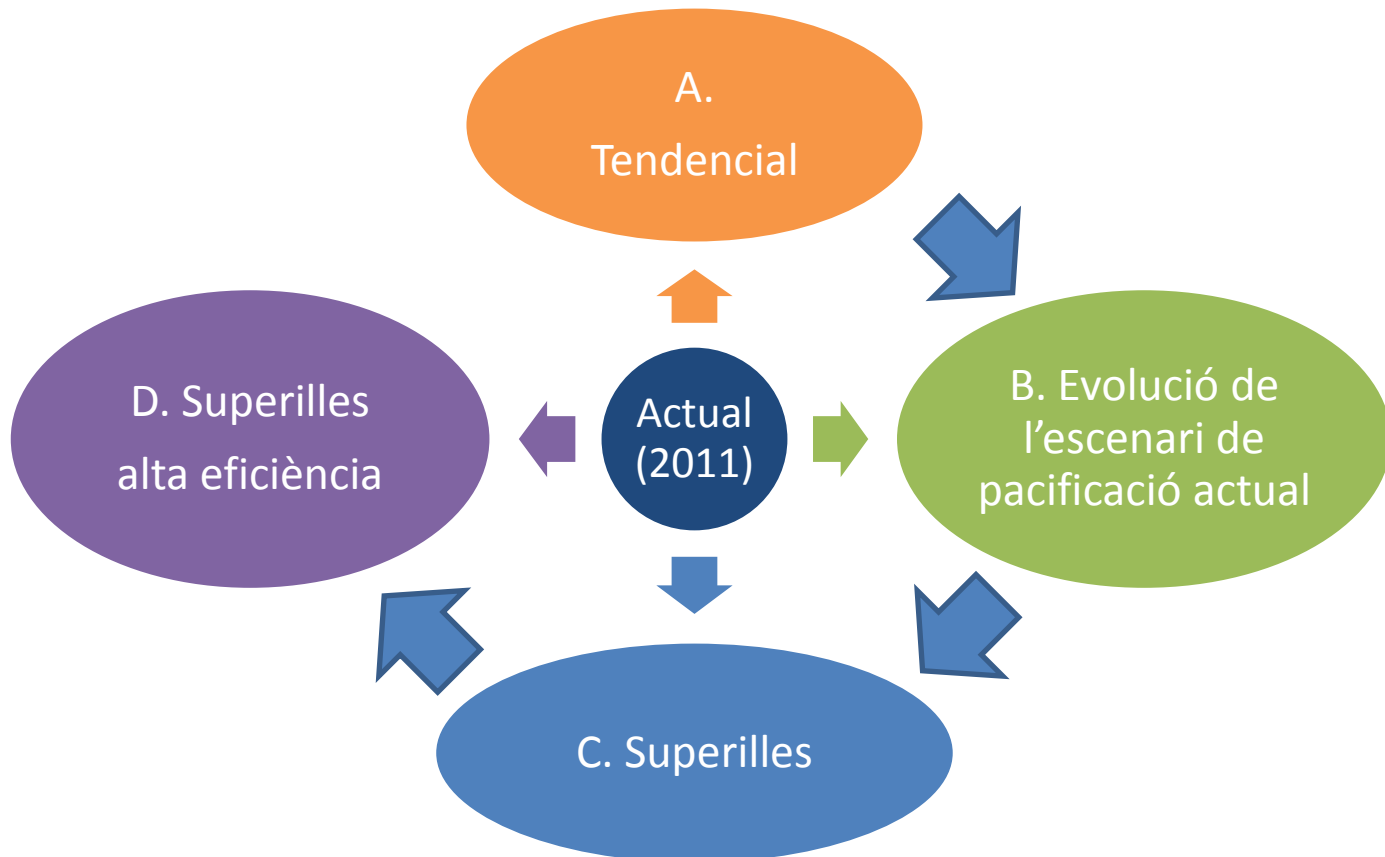 A.
Tendencial
D. Superilles
alta eficiència
Actual
(2011)
B. Evolució de
l’escenari de
pacificació actual
C. Superilles